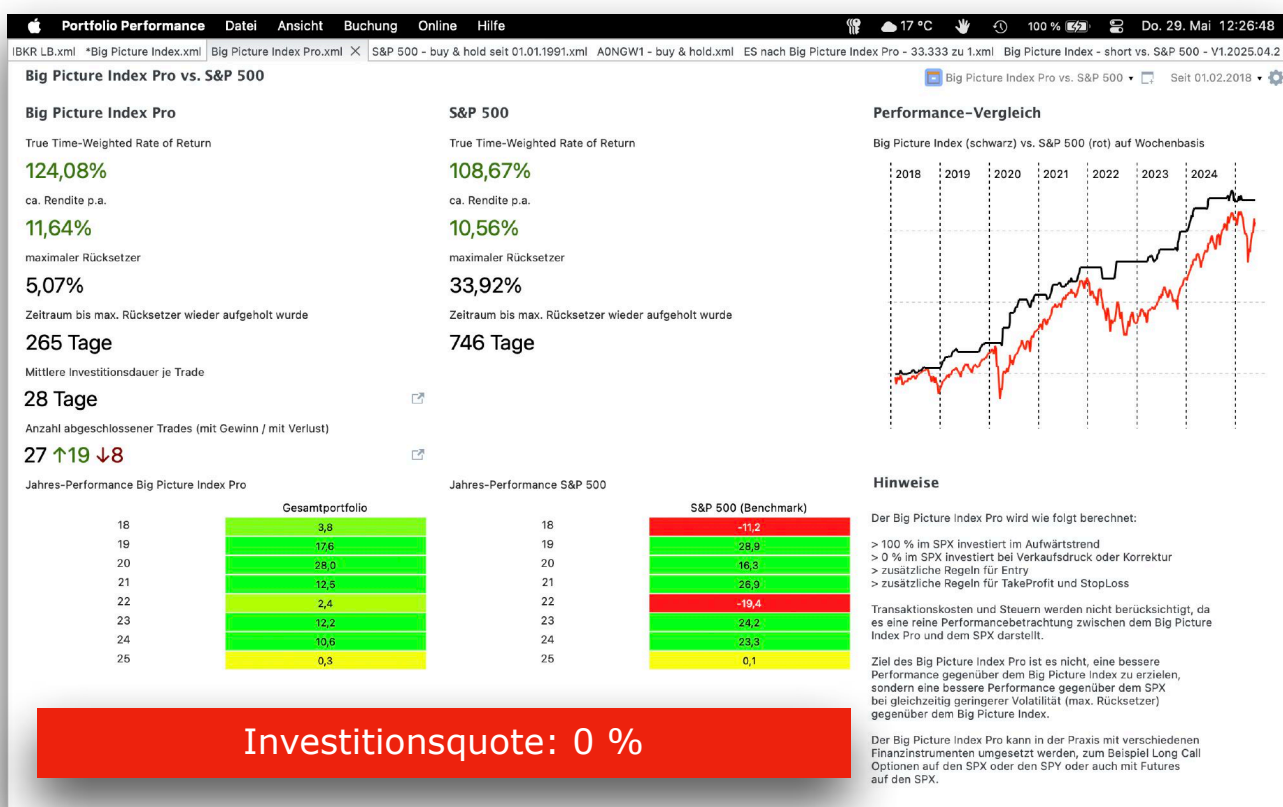 Portfolio Performance Datei Ansicht Buchung Online Hilfe 17 °C 100 % Do. 29. Mai 12:26:48
IBKR LB.xml *Big Picture Index.xml Big Picture Index Pro.xml S&P 500 - buy & hold seit 01.01.1991.xml A0NGW1 - buy & hold.xml ES nach Big Picture Index Pro - 33.333 zu 1.xml Big Picture Index - short vs. S&P 500 - V1.2025.04.2
Big Picture Index Pro vs. S&P 500
Big Picture Index Pro vs. S&P 500 Seit 01.02.2018
Big Picture Index Pro
True Time-Weighted Rate of Return
124,08%
ca. Rendite p.a.
11,64%
maximaler Rücksetzer
5,07%
Zeitraum bis max. Rücksetzer wieder aufgeholt wurde
265 Tage
Mittlere Investitionsdauer je Trade
28 Tage
Anzahl abgeschlossener Trades (mit Gewinn / mit Verlust)
27 ↑19 ↓8
Jahres-Performance Big Picture Index Pro
Gesamtportfolio
18 3,8
19 17,6
20 28,0
21 12,5
22 2,4
23 12,2
24 10,6
25 0,3
S&P 500
True Time-Weighted Rate of Return
108,67%
ca. Rendite p.a.
10,56%
maximaler Rücksetzer
33,92%
Zeitraum bis max. Rücksetzer wieder aufgeholt wurde
746 Tage
Jahres-Performance S&P 500
S&P 500 (Benchmark)
18 -11,2
19 28,9
20 16,3
21 26,9
22 -19,4
23 24,2
24 23,3
25 0,1
Performance-Vergleich
Big Picture Index (schwarz) vs. S&P 500 (rot) auf Wochenbasis
2018 2019 2020 2021 2022 2023 2024
Hinweise
Der Big Picture Index Pro wird wie folgt berechnet:
> 100 % im SPX investiert im Aufwärtstrend
> 0 % im SPX investiert bei Verkaufsdruck oder Korrektur
> zusätzliche Regeln für Entry
> zusätzliche Regeln für TakeProfit und StopLoss
Transaktionskosten und Steuern werden nicht berücksichtigt, da
es eine reine Performancebetrachtung zwischen dem Big Picture
Index Pro und dem SPX darstellt.
Ziel des Big Picture Index Pro ist es nicht, eine bessere
Performance gegenüber dem Big Picture Index zu erzielen,
sondern eine bessere Performance gegenüber dem SPX
bei gleichzeitig geringerer Volatilität (max. Rücksetzer)
gegenüber dem Big Picture Index.
Der Big Picture Index Pro kann in der Praxis mit verschiedenen
Finanzinstrumenten umgesetzt werden, zum Beispiel Long Call
Optionen auf den SPX oder den SPY oder auch mit Futures
auf den SPX.
Investitionsquote: 0 %